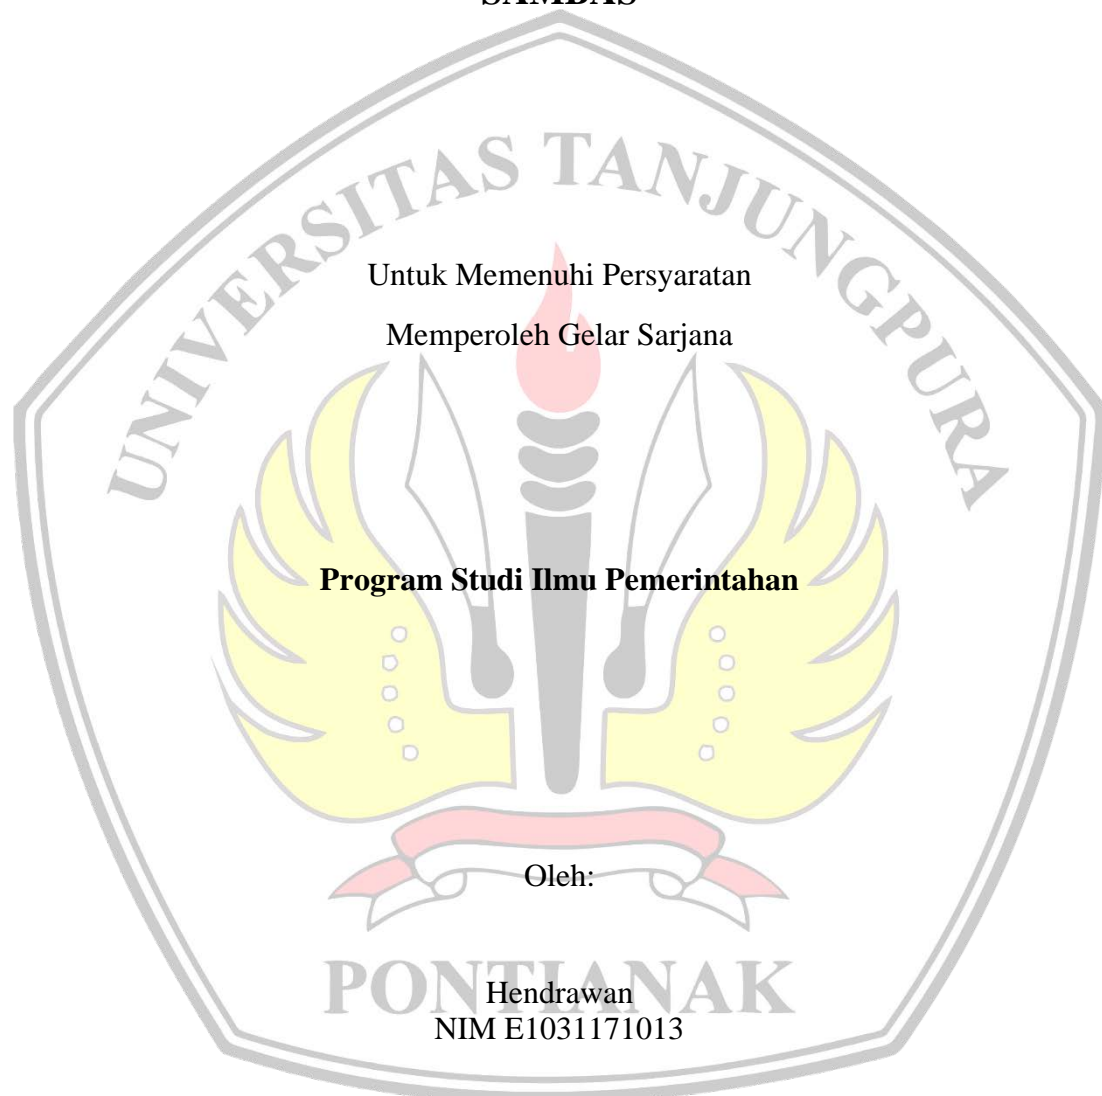 SAMBAS
UNIVERSITAS TANJUNGPURA
Untuk Memenuhi Persyaratan
Memperoleh Gelar Sarjana
Program Studi Ilmu Pemerintahan
Oleh:
PONTIANAK
Hendrawan
NIM E1031171013